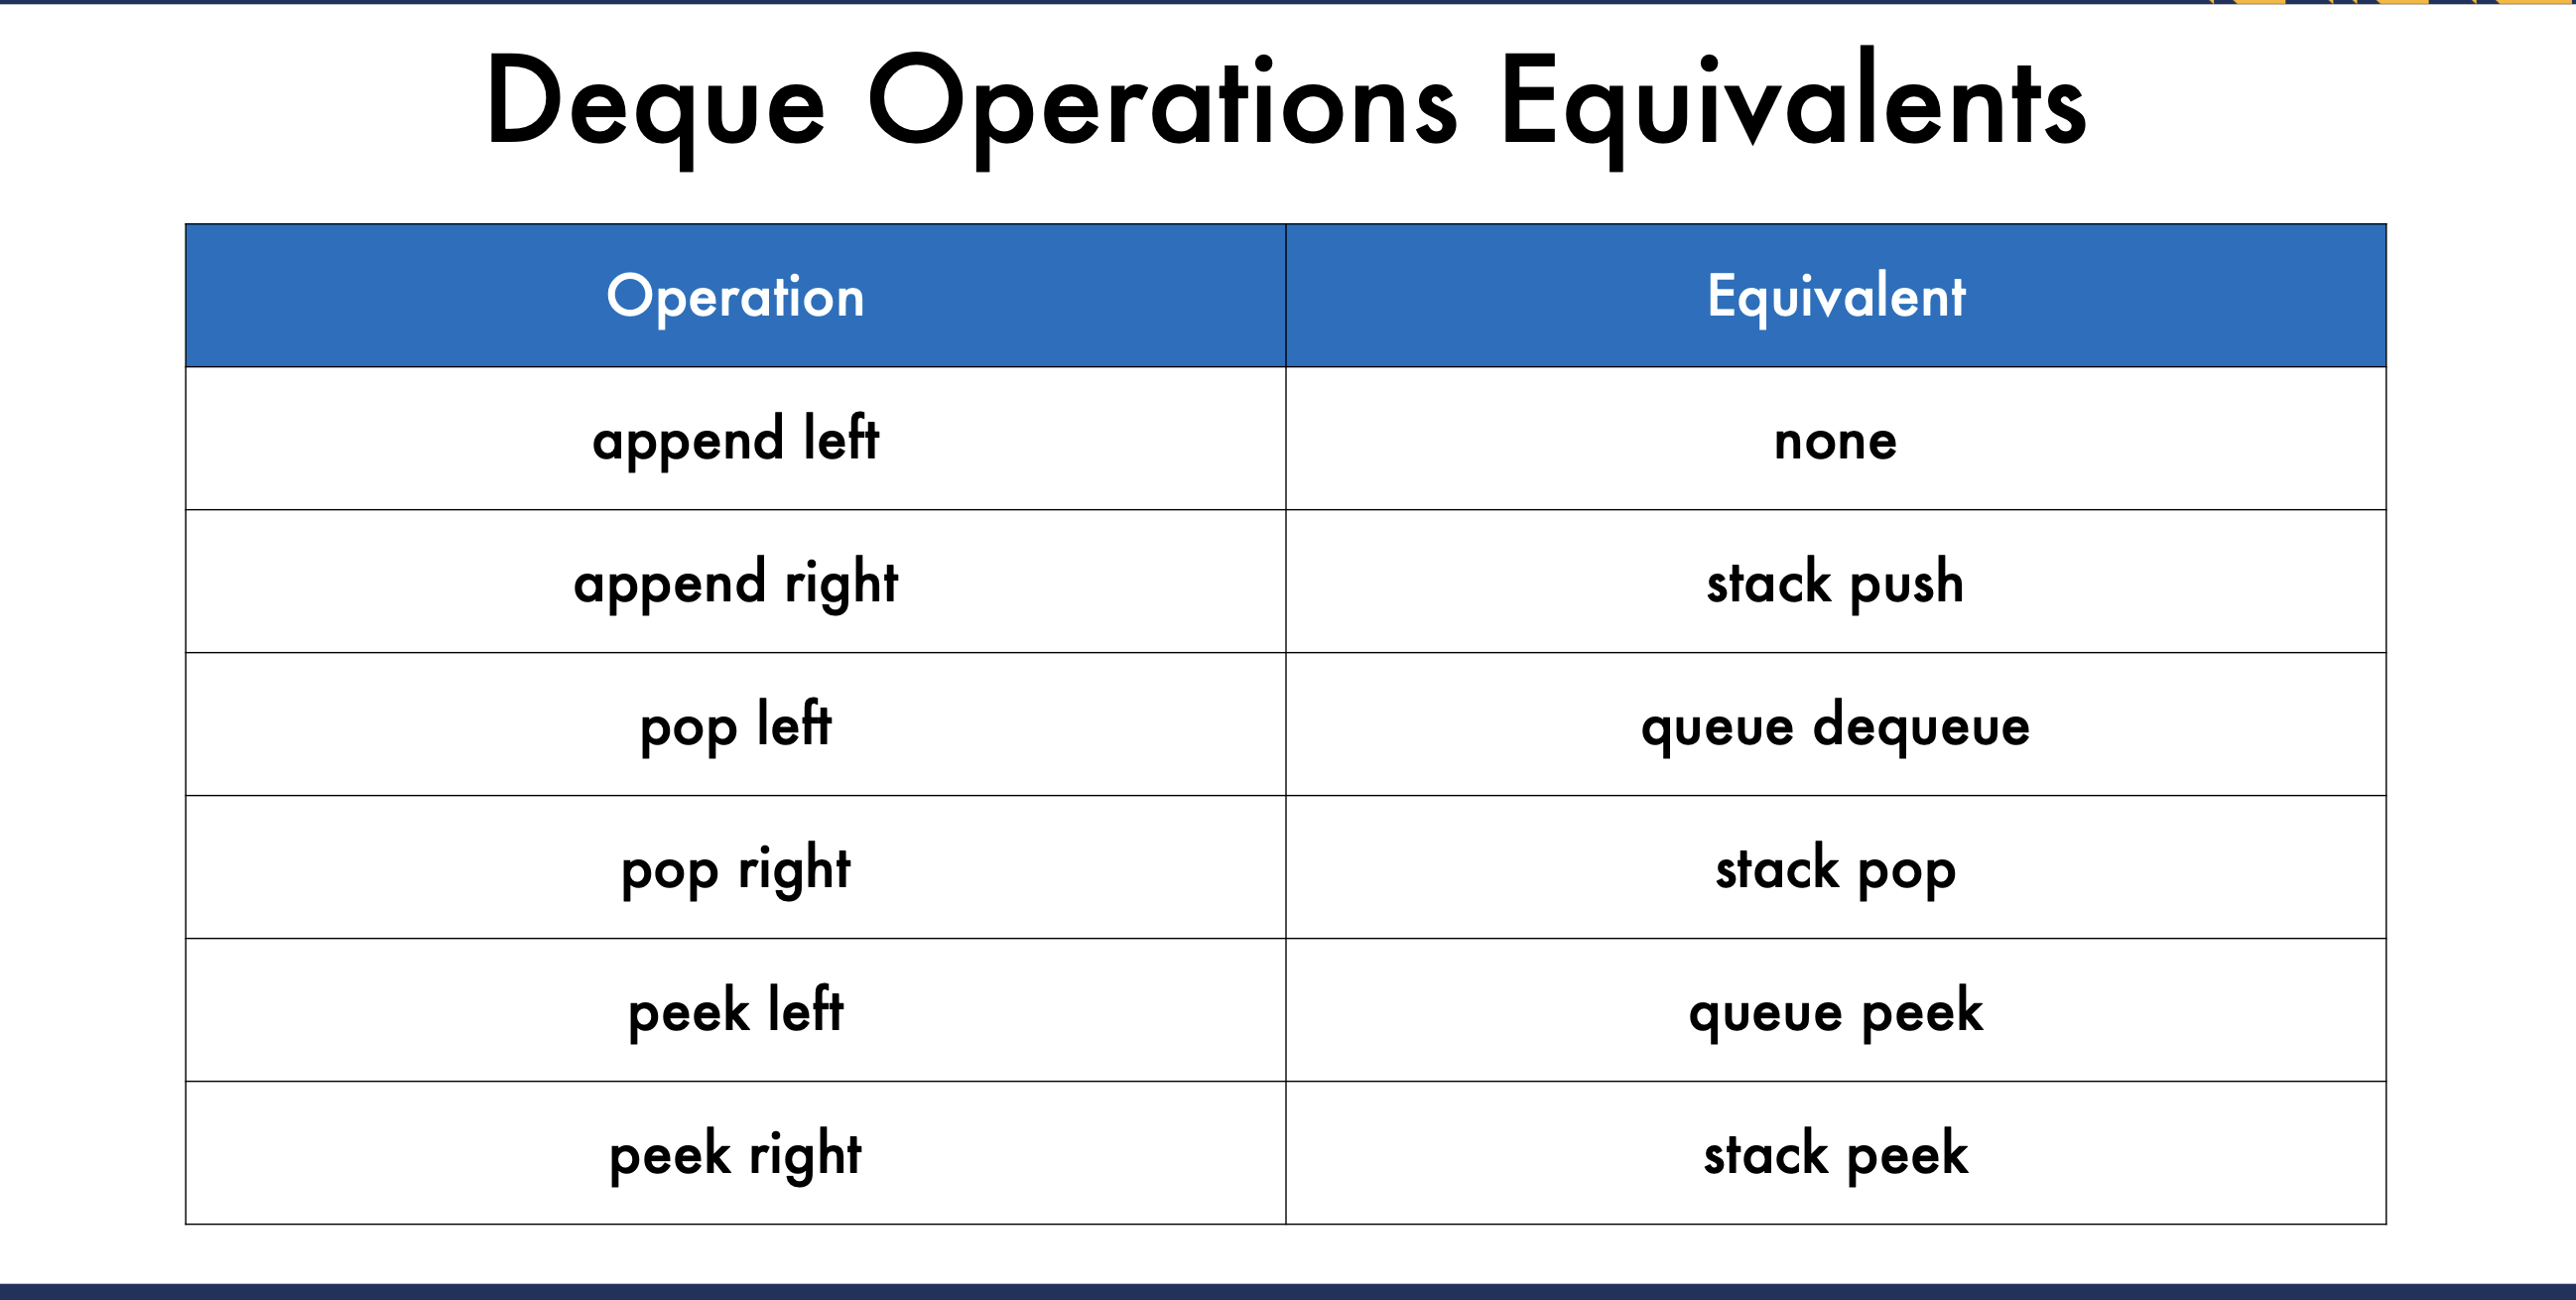 Deque Operations Equivalents
Operation Equivalent
append left none
append right stack push
pop left queue dequeue
pop right stack pop
peek left queue peek
peek right stack peek